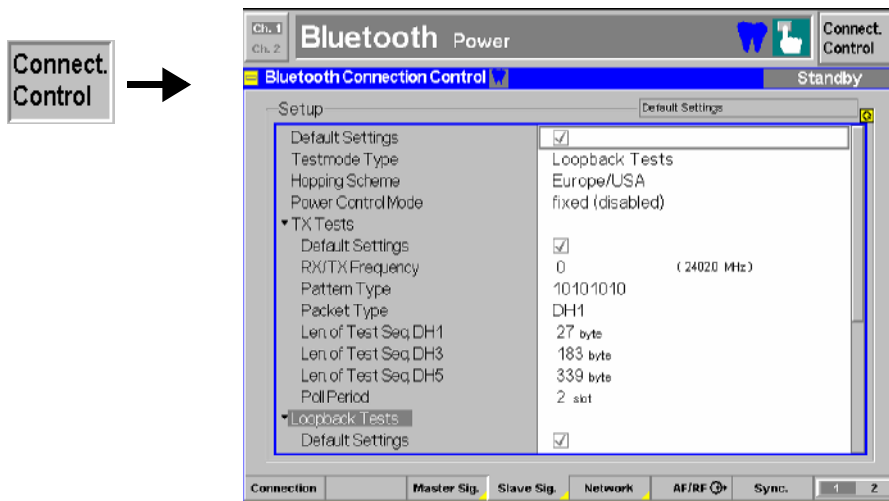 Connect.
Control
Ch. 1
Ch. 2
Bluetooth Power
Connect.
Control
Bluetooth Connection Control
Standby
Setup
Default Settings
Default Settings
Testmode Type Loopback Tests
Hopping Scheme Europe/USA
Power Control Mode fixed (disabled)
TX Tests
Default Settings
RX/TX Frequency 0 (24020 MHz)
Pattern Type 10101010
Packet Type DH1
Len. of Test Seq. DH1 27 byte
Len. of Test Seq. DH3 183 byte
Len. of Test Seq. DH5 339 byte
Poll Period 2 slot
Loopback Tests
Default Settings
Connection Master Sig. Slave Sig. Network AF/RF Sync. 1 2